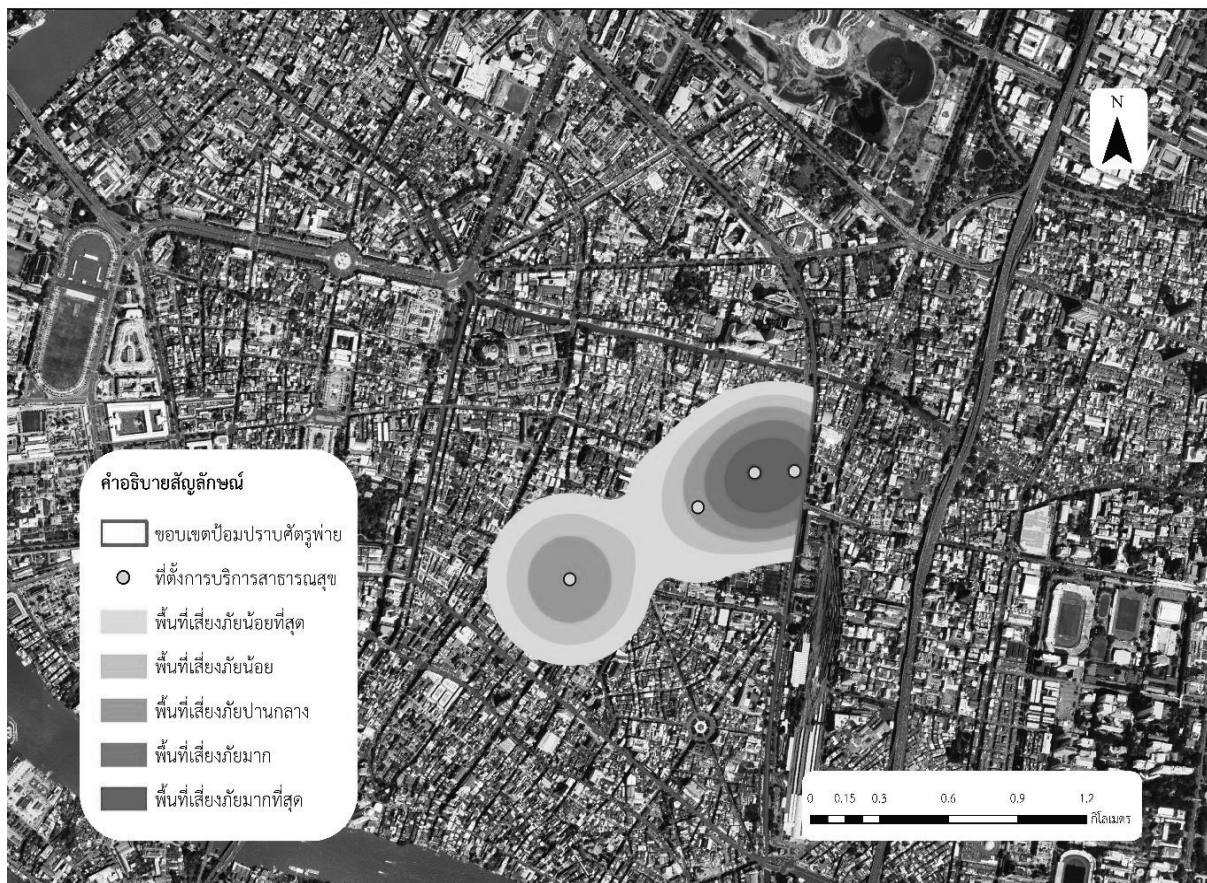 N
คำอธิบายสัญลักษณ์
ขอบเขตป้อมปราบศัตรูพ่าย
ที่ตั้งการบริการสาธารณสุข
พื้นที่เสี่ยงภัยน้อยที่สุด
พื้นที่เสี่ยงภัยน้อย
พื้นที่เสี่ยงภัยปานกลาง
พื้นที่เสี่ยงภัยมาก
พื้นที่เสี่ยงภัยมากที่สุด
0 0.15 0.3 0.6 0.9 1.2
กิโลเมตร